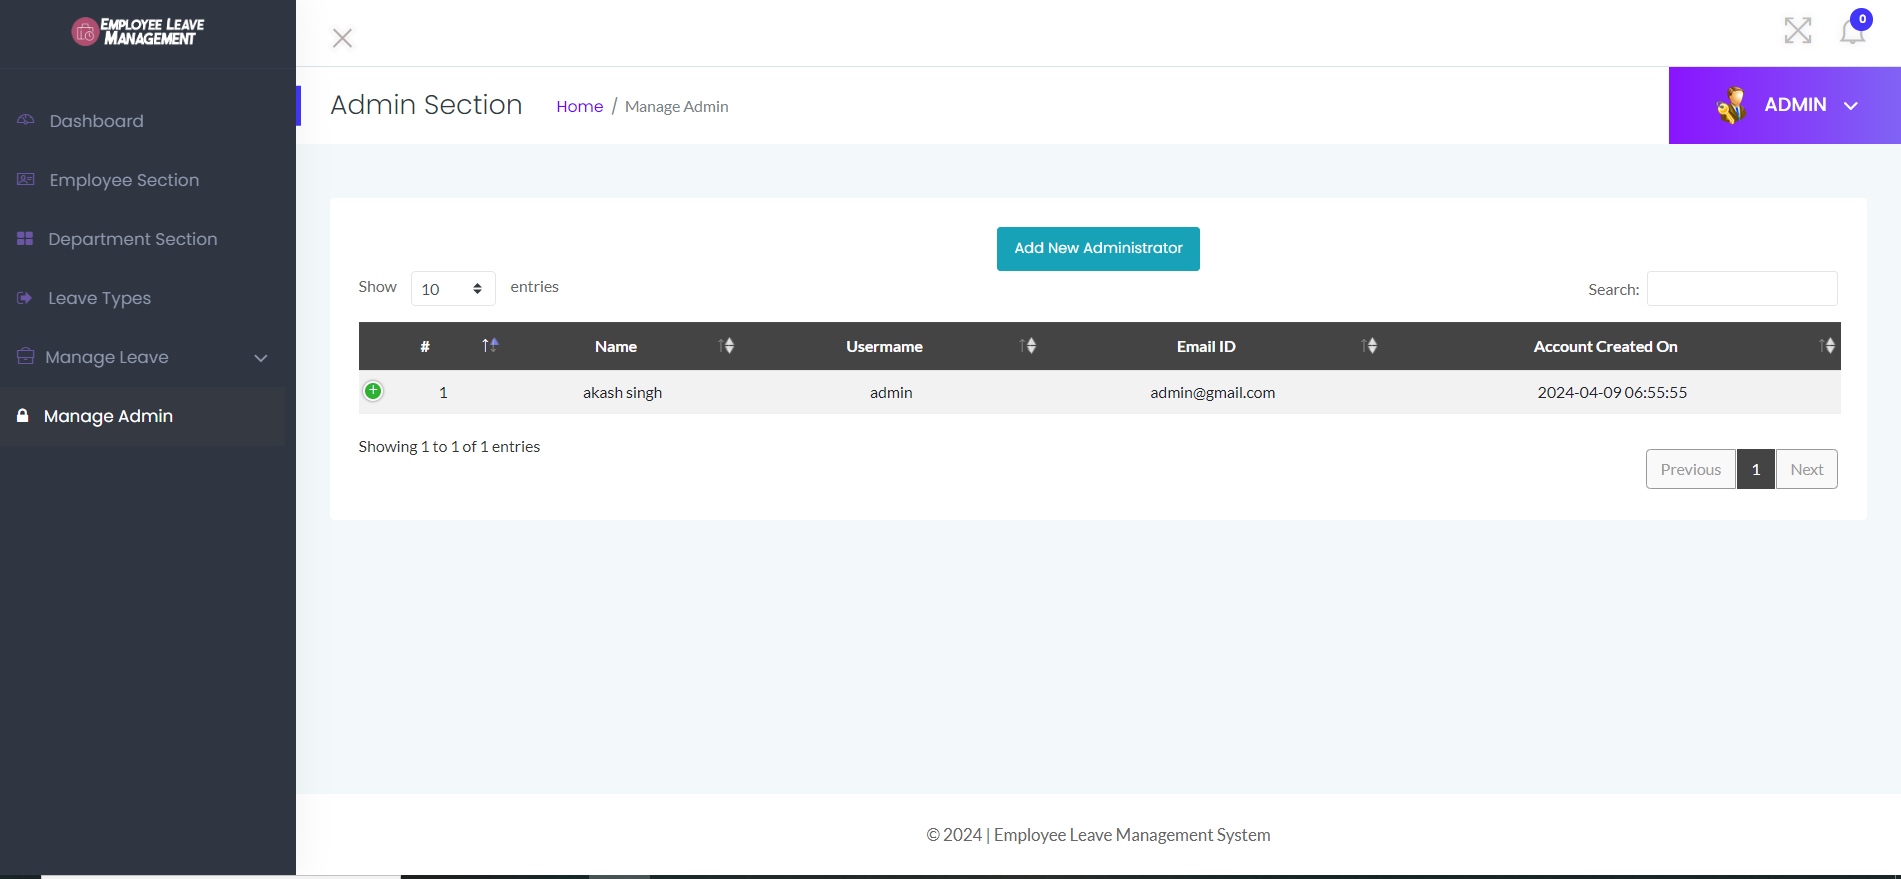 EMPLOYEE LEAVE
MANAGEMENT
0
Admin Section
Home / Manage Admin
ADMIN
Dashboard
Employee Section
Department Section
Leave Types
Manage Leave
Manage Admin
Add New Administrator
Show 10 entries
Search:
# Name Usermame Email ID Account Created On
1 akash singh admin admin@gmail.com 2024-04-09 06:55:55
Showing 1 to 1 of 1 entries
Previous 1 Next
© 2024 | Employee Leave Management System